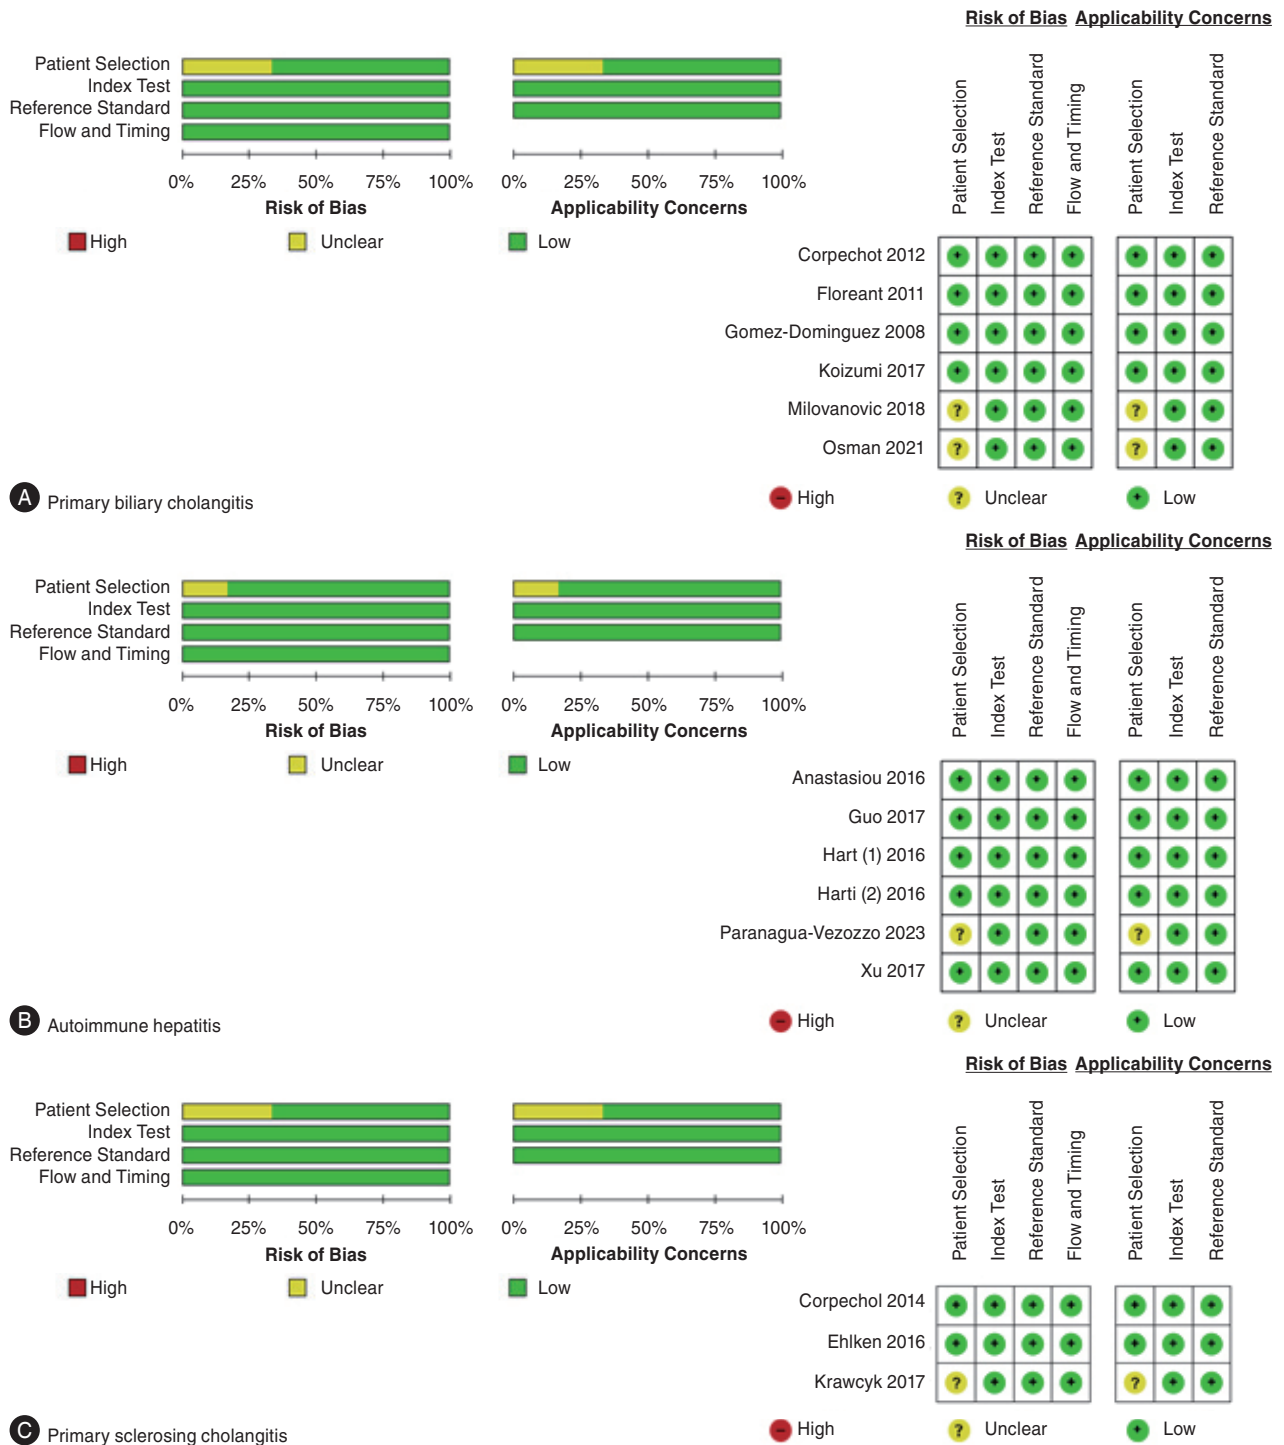 Risk of Bias Applicability Concerns
Patient Selection
Index Test
Reference Standard
Flow and Timing
0% 25% 50% 75% 100%
Risk of Bias
0% 25% 50% 75% 100%
Applicability Concerns
High Unclear Low
Patient Selection
Index Test
Reference Standard
Flow and Timing
Patient Selection
Index Test
Reference Standard
Corpechot 2012
Floreant 2011
Gomez-Dominguez 2008
Koizumi 2017
Milovanovic 2018
? ?
Osman 2021
? ?
A Primary biliary cholangitis
High ? Unclear Low
Risk of Bias Applicability Concerns
Patient Selection
Index Test
Reference Standard
Flow and Timing
0% 25% 50% 75% 100%
Risk of Bias
0% 25% 50% 75% 100%
Applicability Concerns
High Unclear Low
Patient Selection
Index Test
Reference Standard
Flow and Timing
Patient Selection
Index Test
Reference Standard
Anastasiou 2016
Guo 2017
Hart (1) 2016
Harti (2) 2016
Paranagua-Vezozzo 2023
? ?
Xu 2017
B Autoimmune hepatitis
High ? Unclear Low
Risk of Bias Applicability Concerns
Patient Selection
Index Test
Reference Standard
Flow and Timing
0% 25% 50% 75% 100%
Risk of Bias
0% 25% 50% 75% 100%
Applicability Concerns
High Unclear Low
Patient Selection
Index Test
Reference Standard
Flow and Timing
Patient Selection
Index Test
Reference Standard
Corpechol 2014
Ehlken 2016
Krawcyk 2017
? ?
C Primary sclerosing cholangitis
High ? Unclear Low